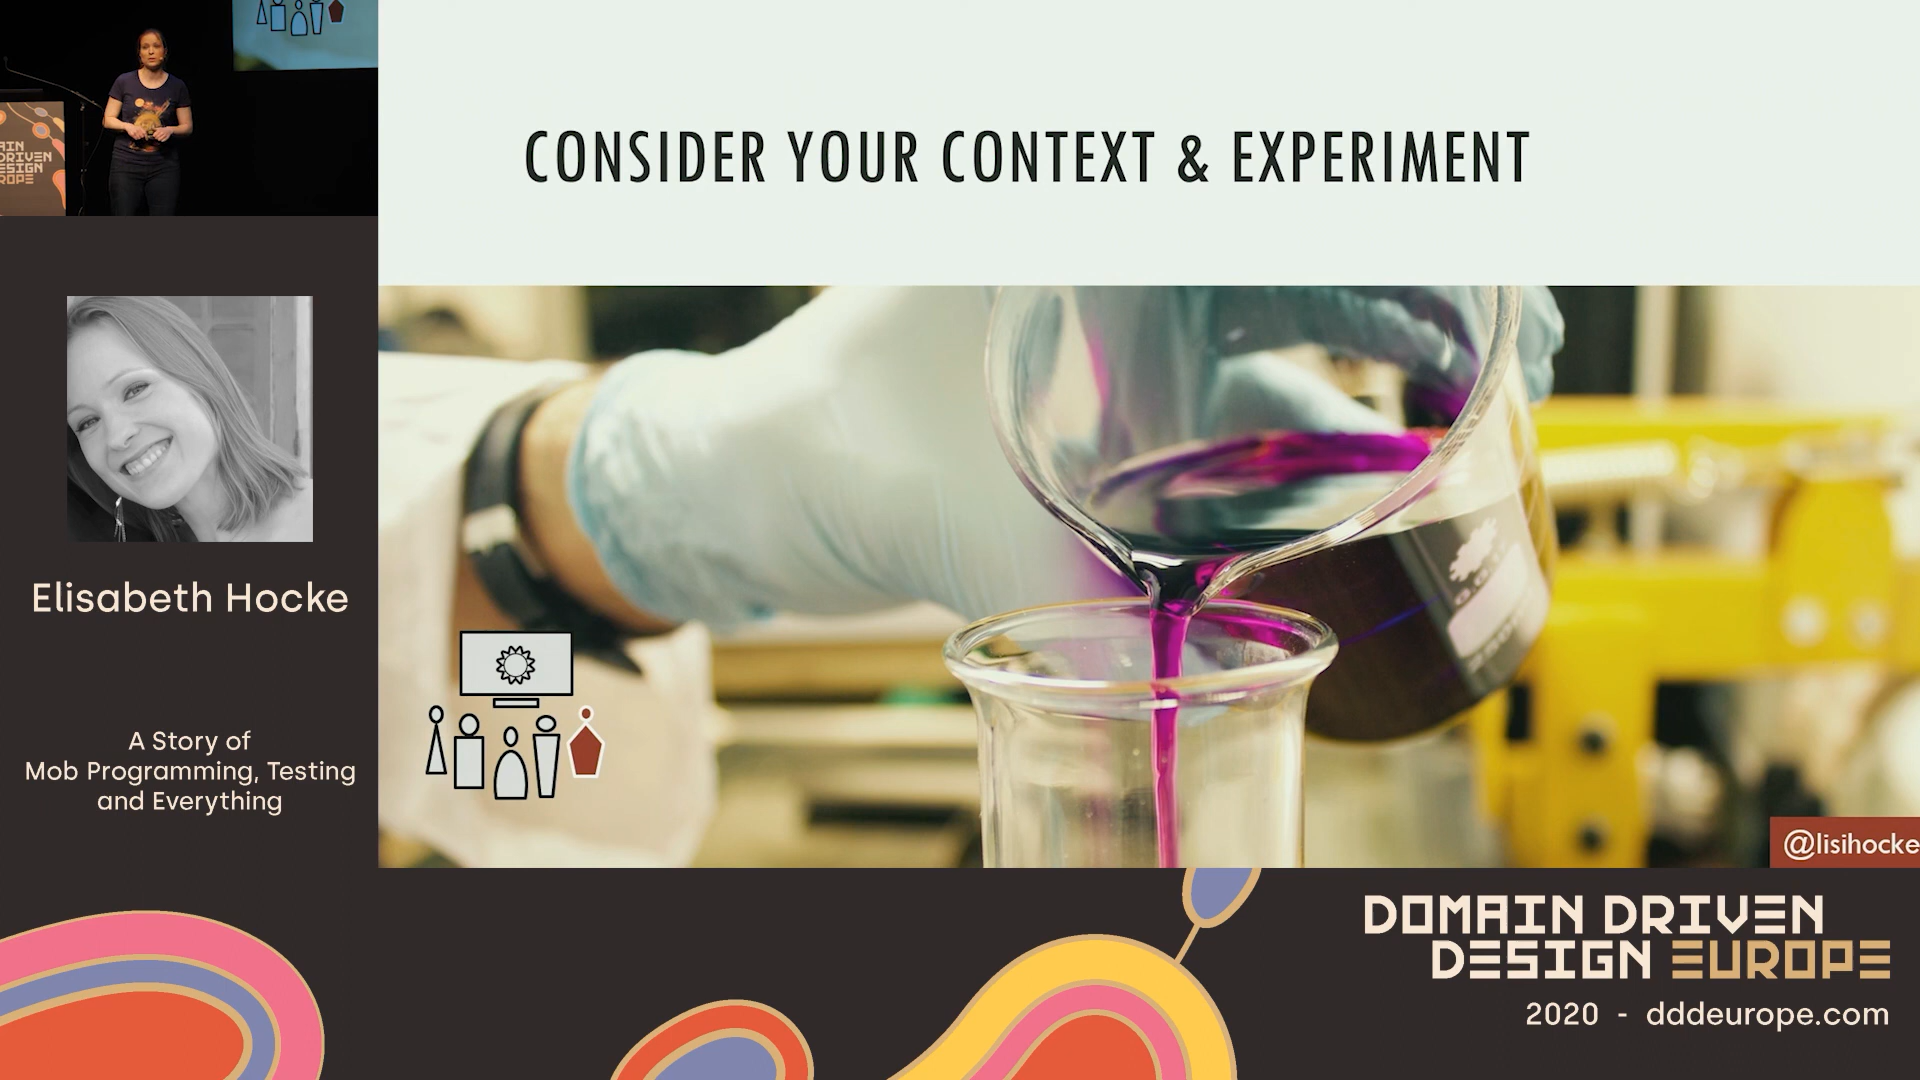 CONSIDER YOUR CONTEXT & EXPERIMENT
Elisabeth Hocke
A Story of
Mob Programming, Testing
and Everything
@lisihocke
DOMAIN DRIVEN
DESIGN EUROPE
2020 - dddeurope.com